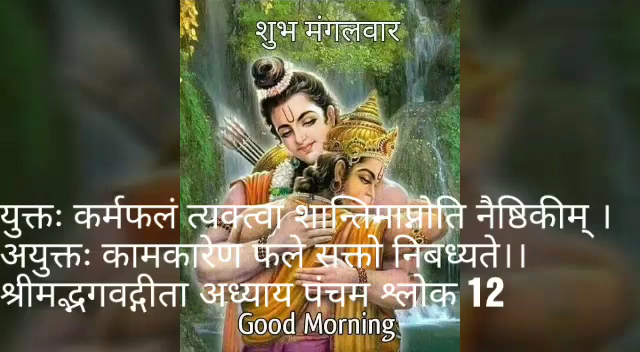 शुभ मंगलवार
युक्तः कर्मफलं त्यक्त्वा शान्तिमाप्नोति नैष्ठिकीम् ।
अयुक्तः कामकारेण फले सक्तो निबध्यते।।
श्रीमद्भगवद्गीता अध्याय पंचम श्लोक 12
Good Morning